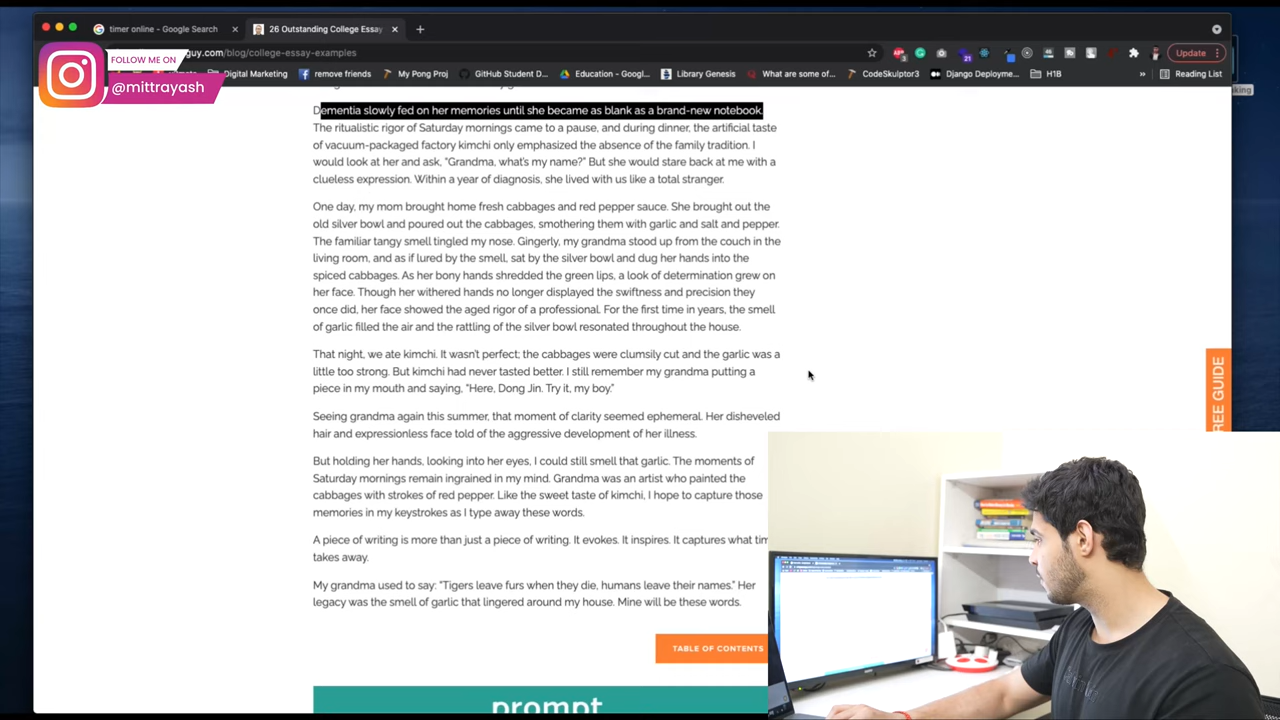 timer online - Google Search
26 Outstanding College Essay
FOLLOW ME ON
@mittrayash
guy.com/blog/college-essay-examples
Update
Digital Marketing
remove friends
My Pong Proj
GitHub Student D...
Education - Googl...
Library Genesis
What are some of...
CodeSkulptor3
Django Deployme...
H1B
Reading List
Dementia slowly fed on her memories until she became as blank as a brand-new notebook.
The ritualistic rigor of Saturday mornings came to a pause, and during dinner, the artificial taste
of vacuum-packaged factory kimchi only emphasized the absence of the family tradition. I
would look at her and ask, “Grandma, what’s my name?” But she would stare back at me with a
clueless expression. Within a year of diagnosis, she lived with us like a total stranger.
One day, my mom brought home fresh cabbages and red pepper sauce. She brought out the
old silver bowl and poured out the cabbages, smothering them with garlic and salt and pepper.
The familiar tangy smell tingled my nose. Gingerly, my grandma stood up from the couch in the
living room, and as if lured by the smell, sat by the silver bowl and dug her hands into the
spiced cabbages. As her bony hands shredded the green lips, a look of determination grew on
her face. Though her withered hands no longer displayed the swiftness and precision they
once did, her face showed the aged rigor of a professional. For the first time in years, the smell
of garlic filled the air and the rattling of the silver bowl resonated throughout the house.
That night, we ate kimchi. It wasn’t perfect; the cabbages were clumsily cut and the garlic was a
little too strong. But kimchi had never tasted better. I still remember my grandma putting a
piece in my mouth and saying, “Here, Dong Jin. Try it, my boy.”
Seeing grandma again this summer, that moment of clarity seemed ephemeral. Her disheveled
hair and expressionless face told of the aggressive development of her illness.
But holding her hands, looking into her eyes, I could still smell that garlic. The moments of
Saturday mornings remain ingrained in my mind. Grandma was an artist who painted the
cabbages with strokes of red pepper. Like the sweet taste of kimchi, I hope to capture those
memories in my keystrokes as I type away these words.
A piece of writing is more than just a piece of writing. It evokes. It inspires. It captures what tim
takes away.
My grandma used to say: “Tigers leave furs when they die, humans leave their names.” Her
legacy was the smell of garlic that lingered around my house. Mine will be these words.
REE GUIDE
TABLE OF CONTENTS
prompt